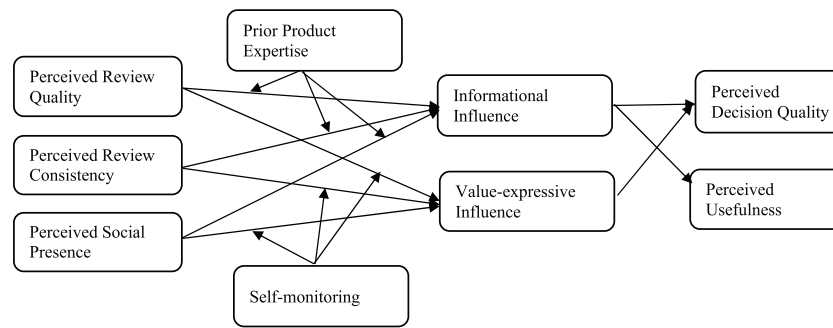 Prior Product
Expertise
Perceived Review
Quality
Informational
Influence
Perceived
Decision Quality
Perceived Review
Consistency
Value-expressive
Influence
Perceived
Usefulness
Perceived Social
Presence
Self-monitoring